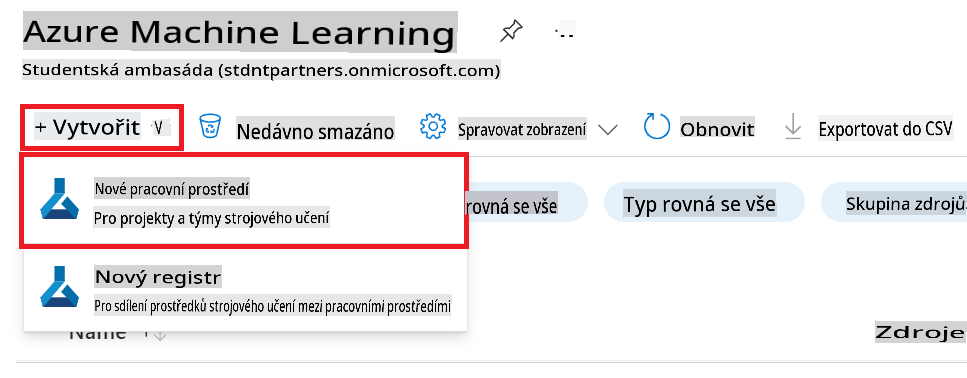 Azure Machine Learning
Studentská ambasáda (stdntpartners.onmicrosoft.com)
+ Vytvořit V Nedávno smazáno Spravovat zobrazení Obnovit Exportovat do CSV
Nové pracovní prostředí
Pro projekty a týmy strojového učení
rovná se vše Typ rovná se vše Skupina zdrojů
Nový registr
Pro sdílení prostředků strojového učení mezi pracovními prostředími
Name Zdroje